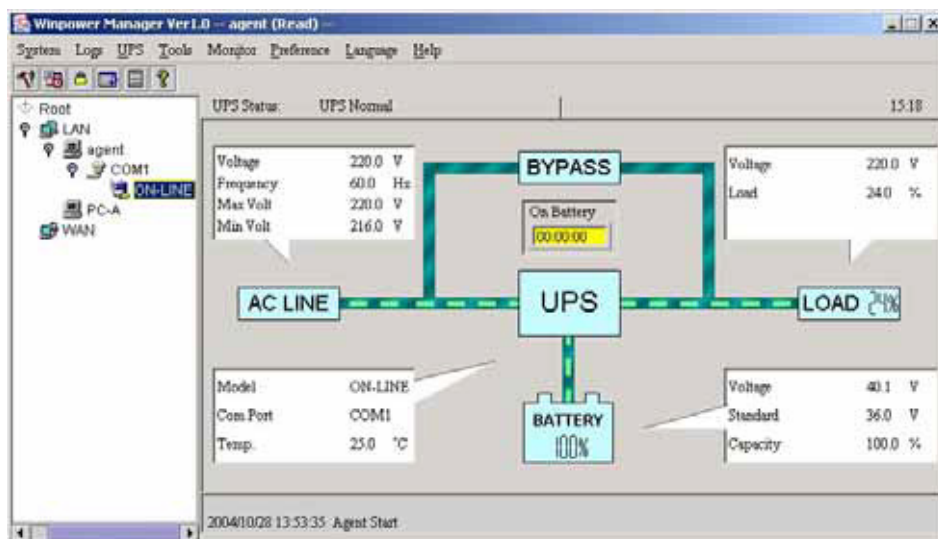 Winpower Manager Ver1.0 -- agent (Read) --
System Logs UPS Tools Monitor Preference Language Help
Root
LAN
agent
COM1
ON-LINE
PC-A
WAN
UPS Status: UPS Normal 15:18
Voltage 220.0 V
Frequency 60.0 Hz
Max Volt 220.0 V
Min Volt 216.0 V
BYPASS
On Battery
00:00:00
Voltage 220.0 V
Load 24.0 %
AC LINE
UPS
LOAD 24%
Model ON-LINE
Com Port COM1
Temp. 25.0 °C
BATTERY
100%
Voltage 40.1 V
Standard 36.0 V
Capacity 100.0 %
2004/10/28 13:53:35 Agent Start